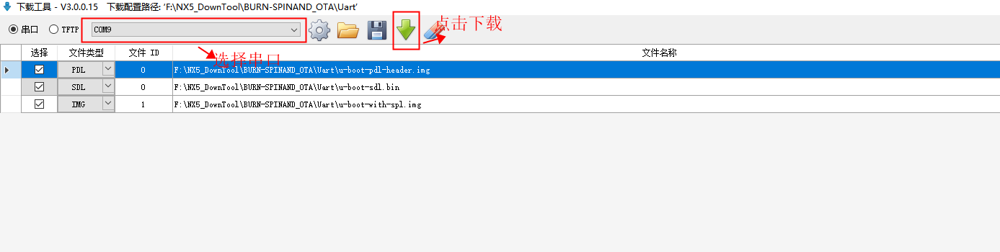 下载工具 - V3.0.0.15 下载配置路径: 'F:\NX5_DownTool\BURN-SPINAND_OTA\Uart'
串口 TFTP COM9 点击下载
选择串口
选择 文件类型 文件 ID 文件名称
PDL 0 F:\NX5_DownTool\BURN-SPINAND_OTA\Uart\u-boot-pdl-header.img
SDL 0 F:\NX5_DownTool\BURN-SPINAND_OTA\Uart\u-boot-sdl.bin
IMG 1 F:\NX5_DownTool\BURN-SPINAND_OTA\Uart\u-boot-with-spl.img